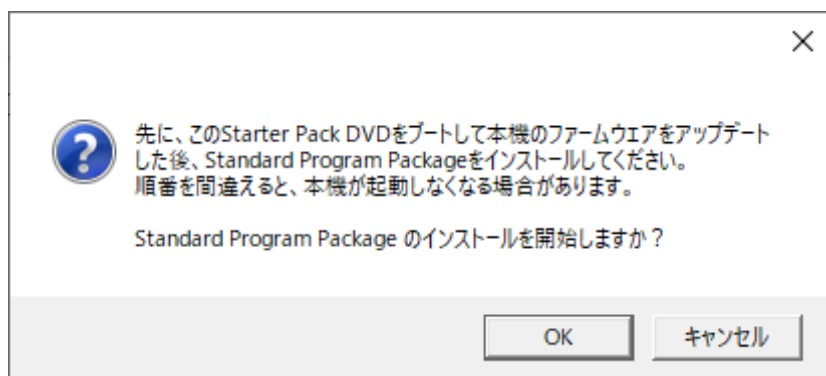 先に、このStarter Pack DVDをブートして本機のファームウエアをアップデート
した後、Standard Program Packageをインストールしてください。
順番を間違えると、本機が起動しなくなる場合があります。
Standard Program Package のインストールを開始しますか？
OK
キャンセル